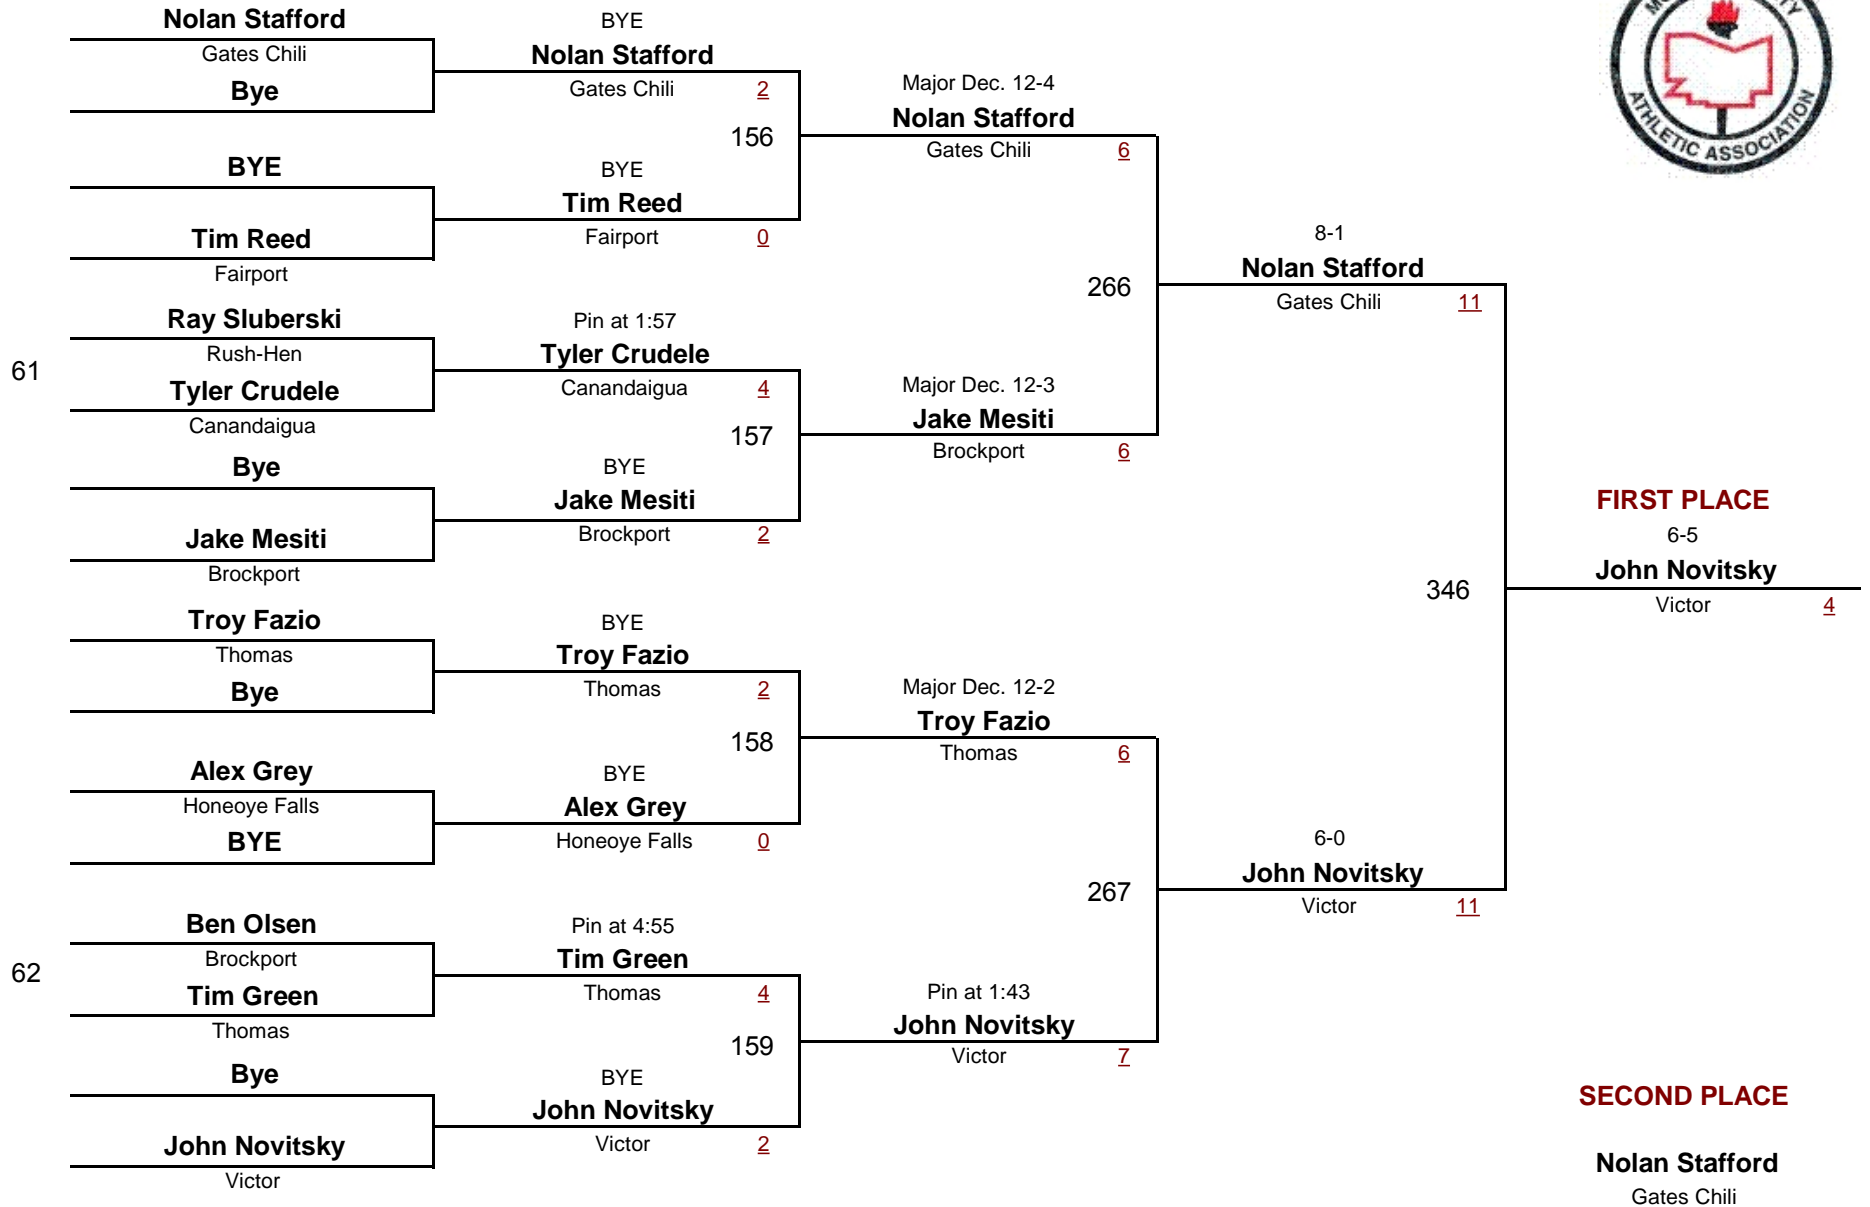 Nolan Stafford
Gates Chili
Bye
BYE
Tim Reed
Fairport
61
Ray Sluberski
Rush-Hen
Tyler Crudele
Canandaigua
Bye
Jake Mesiti
Brockport
Troy Fazio
Thomas
Bye
Alex Grey
Honeoye Falls
BYE
62
Ben Olsen
Brockport
Tim Green
Thomas
Bye
John Novitsky
Victor
BYE
Nolan Stafford
Gates Chili 2
156
BYE
Tim Reed
Fairport 0
Pin at 1:57
Tyler Crudele
Canandaigua 4
157
BYE
Jake Mesiti
Brockport 2
BYE
Troy Fazio
Thomas 2
158
BYE
Alex Grey
Honeoye Falls 0
Pin at 4:55
Tim Green
Thomas 4
159
BYE
John Novitsky
Victor 2
Major Dec. 12-4
Nolan Stafford
Gates Chili 6
266
Major Dec. 12-3
Jake Mesiti
Brockport 6
Major Dec. 12-2
Troy Fazio
Thomas 6
267
Pin at 1:43
John Novitsky
Victor 7
8-1
Nolan Stafford
Gates Chili 11
346
6-0
John Novitsky
Victor 11
ATHLETIC ASSOCIATION
FIRST PLACE
6-5
John Novitsky
Victor 4
SECOND PLACE
Nolan Stafford
Gates Chili